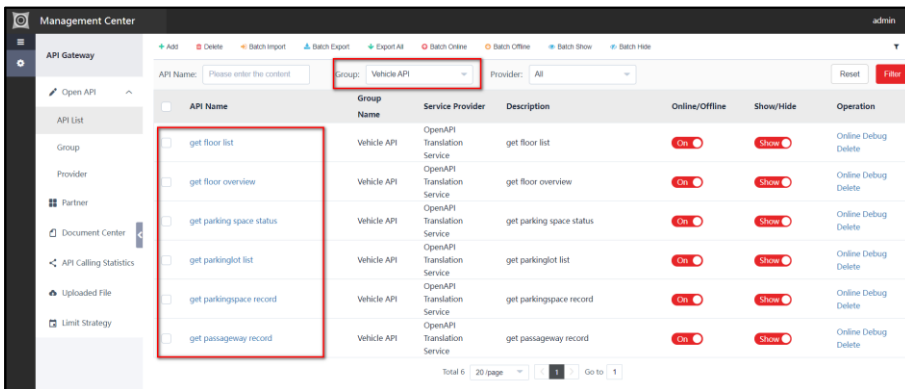 Management Center
admin
API Gateway
Open API
API List
Group
Provider
Partner
Document Center
API Calling Statistics
Uploaded File
Limit Strategy
+ Add Delete Batch Import Batch Export Export All Batch Online Batch Offline Batch Show Batch Hide
API Name: Please enter the content Group: Vehicle API Provider: All Reset Filter
API Name Group Name Service Provider Description Online/Offline Show/Hide Operation
get floor list Vehicle API OpenAPI Translation Service get floor list On Show Online Debug Delete
get floor overview Vehicle API OpenAPI Translation Service get floor overview On Show Online Debug Delete
get parking space status Vehicle API OpenAPI Translation Service get parking space status On Show Online Debug Delete
get parkinglot list Vehicle API OpenAPI Translation Service get parkinglot list On Show Online Debug Delete
get parkingspace record Vehicle API OpenAPI Translation Service get parkingspace record On Show Online Debug Delete
get passageway record Vehicle API OpenAPI Translation Service get passageway record On Show Online Debug Delete
Total 6 20 /page < 1 > Go to 1